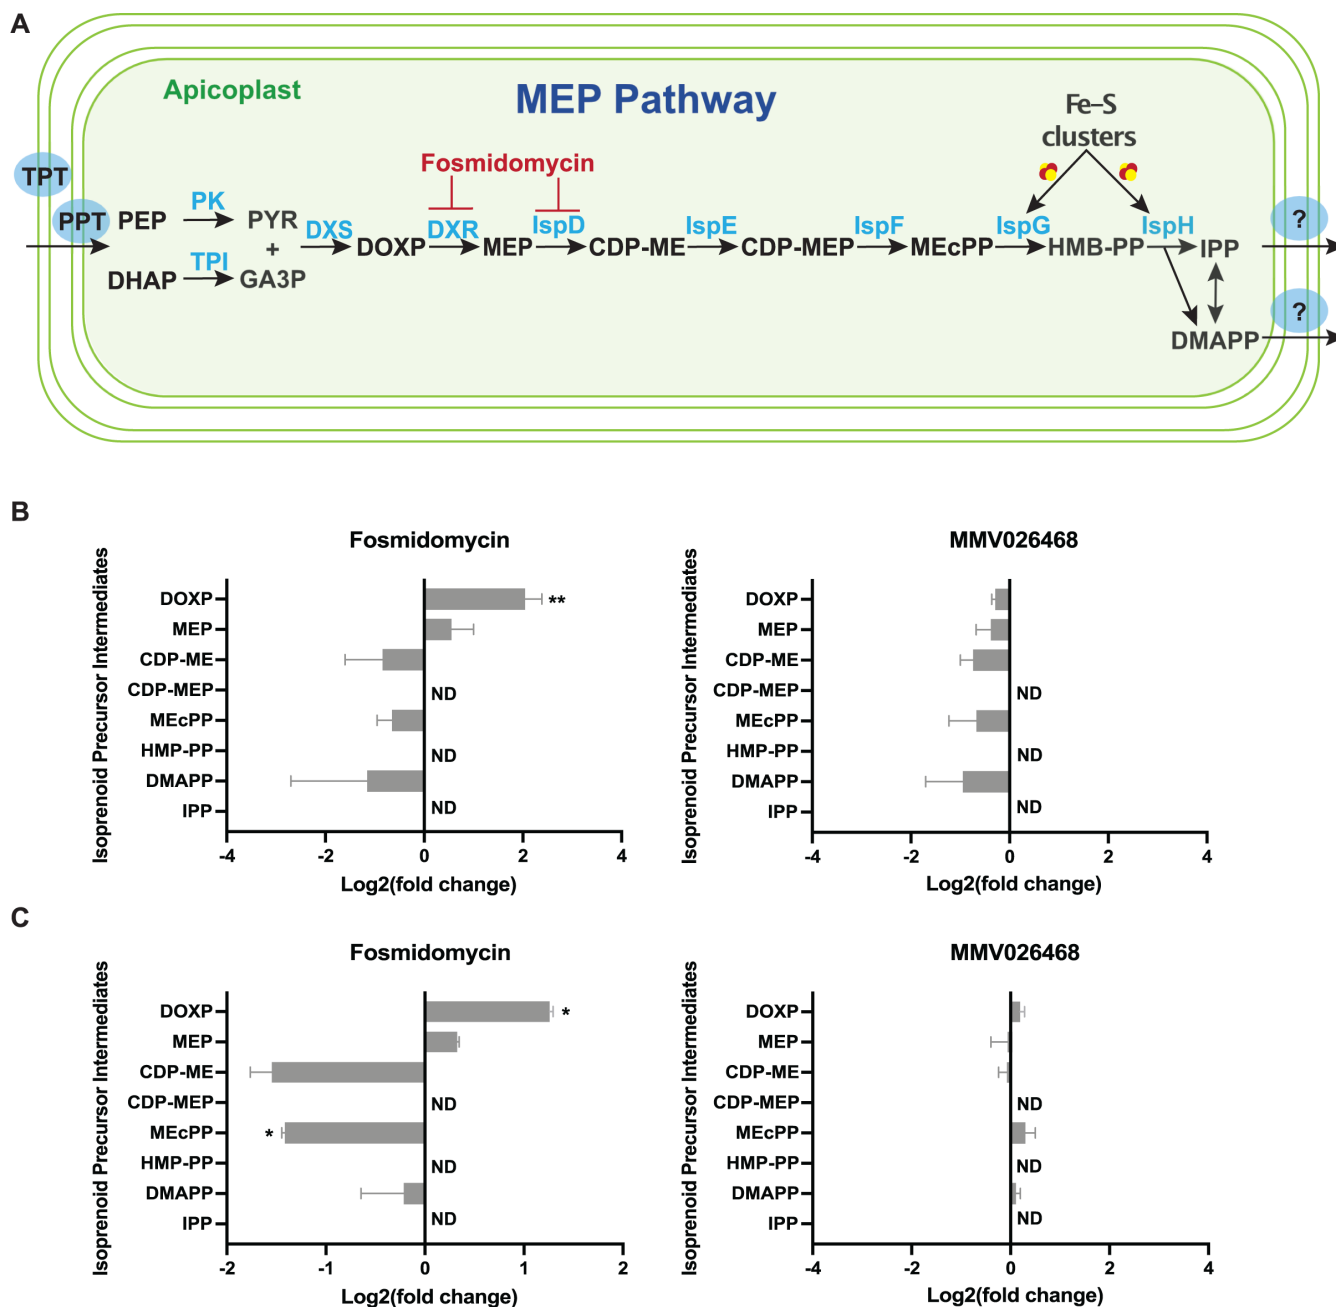 A
Apicoplast
MEP Pathway
Fe–S
clusters
Fosmidomycin
TPT
PPT
PEP
PK
PYR
+
DHAP
TPI
GA3P
DXS
DOXP
DXR
MEP
IspD
CDP-ME
IspE
CDP-MEP
IspF
MEcPP
IspG
HMB-PP
IspH
IPP
DMAPP
?
?
B
Fosmidomycin
Isoprenoid Precursor Intermediates
DOXP
**
MEP
CDP-ME
CDP-MEP
ND
MEcPP
HMP-PP
ND
DMAPP
ND
IPP
-4 -2 0 2 4
Log2(fold change)
MMV026468
Isoprenoid Precursor Intermediates
DOXP
MEP
CDP-ME
CDP-MEP
ND
MEcPP
HMP-PP
ND
DMAPP
ND
IPP
-4 -2 0 2 4
Log2(fold change)
C
Fosmidomycin
Isoprenoid Precursor Intermediates
DOXP
*
MEP
CDP-ME
CDP-MEP
ND
MEcPP
*
HMP-PP
ND
DMAPP
ND
IPP
-2 -1 0 1 2
Log2(fold change)
MMV026468
Isoprenoid Precursor Intermediates
DOXP
MEP
CDP-ME
CDP-MEP
ND
MEcPP
HMP-PP
ND
DMAPP
ND
IPP
-4 -2 0 2 4
Log2(fold change)